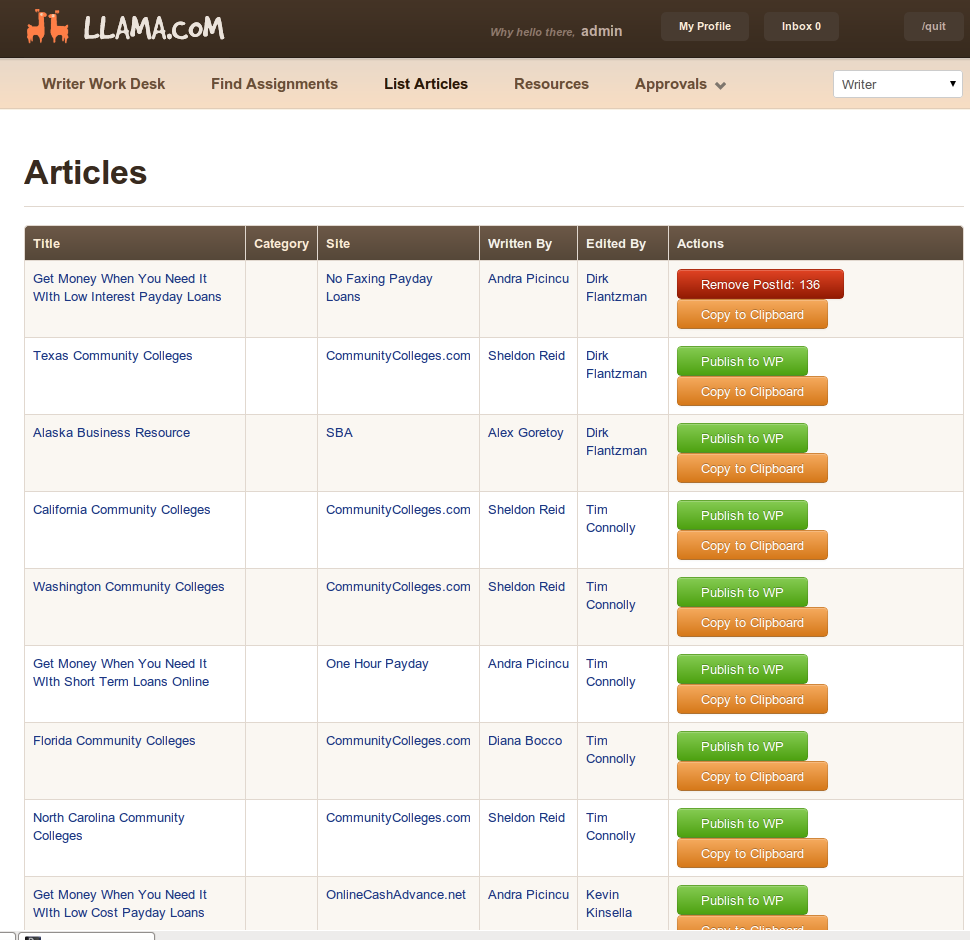 LLAMA.COM
Why hello there, admin
My Profile
Inbox 0
/quit
Writer Work Desk
Find Assignments
List Articles
Resources
Approvals
Writer
Articles
Title Category Site Written By Edited By Actions
Get Money When You Need It
WIth Low Interest Payday Loans
No Faxing Payday
Loans
Andra Picincu
Dirk
Flantzman
Remove PostId: 136
Copy to Clipboard
Texas Community Colleges
CommunityColleges.com
Sheldon Reid
Dirk
Flantzman
Publish to WP
Copy to Clipboard
Alaska Business Resource
SBA
Alex Goretoy
Dirk
Flantzman
Publish to WP
Copy to Clipboard
California Community Colleges
CommunityColleges.com
Sheldon Reid
Tim
Connolly
Publish to WP
Copy to Clipboard
Washington Community Colleges
CommunityColleges.com
Sheldon Reid
Tim
Connolly
Publish to WP
Copy to Clipboard
Get Money When You Need It
WIth Short Term Loans Online
One Hour Payday
Andra Picincu
Tim
Connolly
Publish to WP
Copy to Clipboard
Florida Community Colleges
CommunityColleges.com
Diana Bocco
Tim
Connolly
Publish to WP
Copy to Clipboard
North Carolina Community
Colleges
CommunityColleges.com
Sheldon Reid
Tim
Connolly
Publish to WP
Copy to Clipboard
Get Money When You Need It
WIth Low Cost Payday Loans
OnlineCashAdvance.net
Andra Picincu
Kevin
Kinsella
Publish to WP
Copy to Clipboard